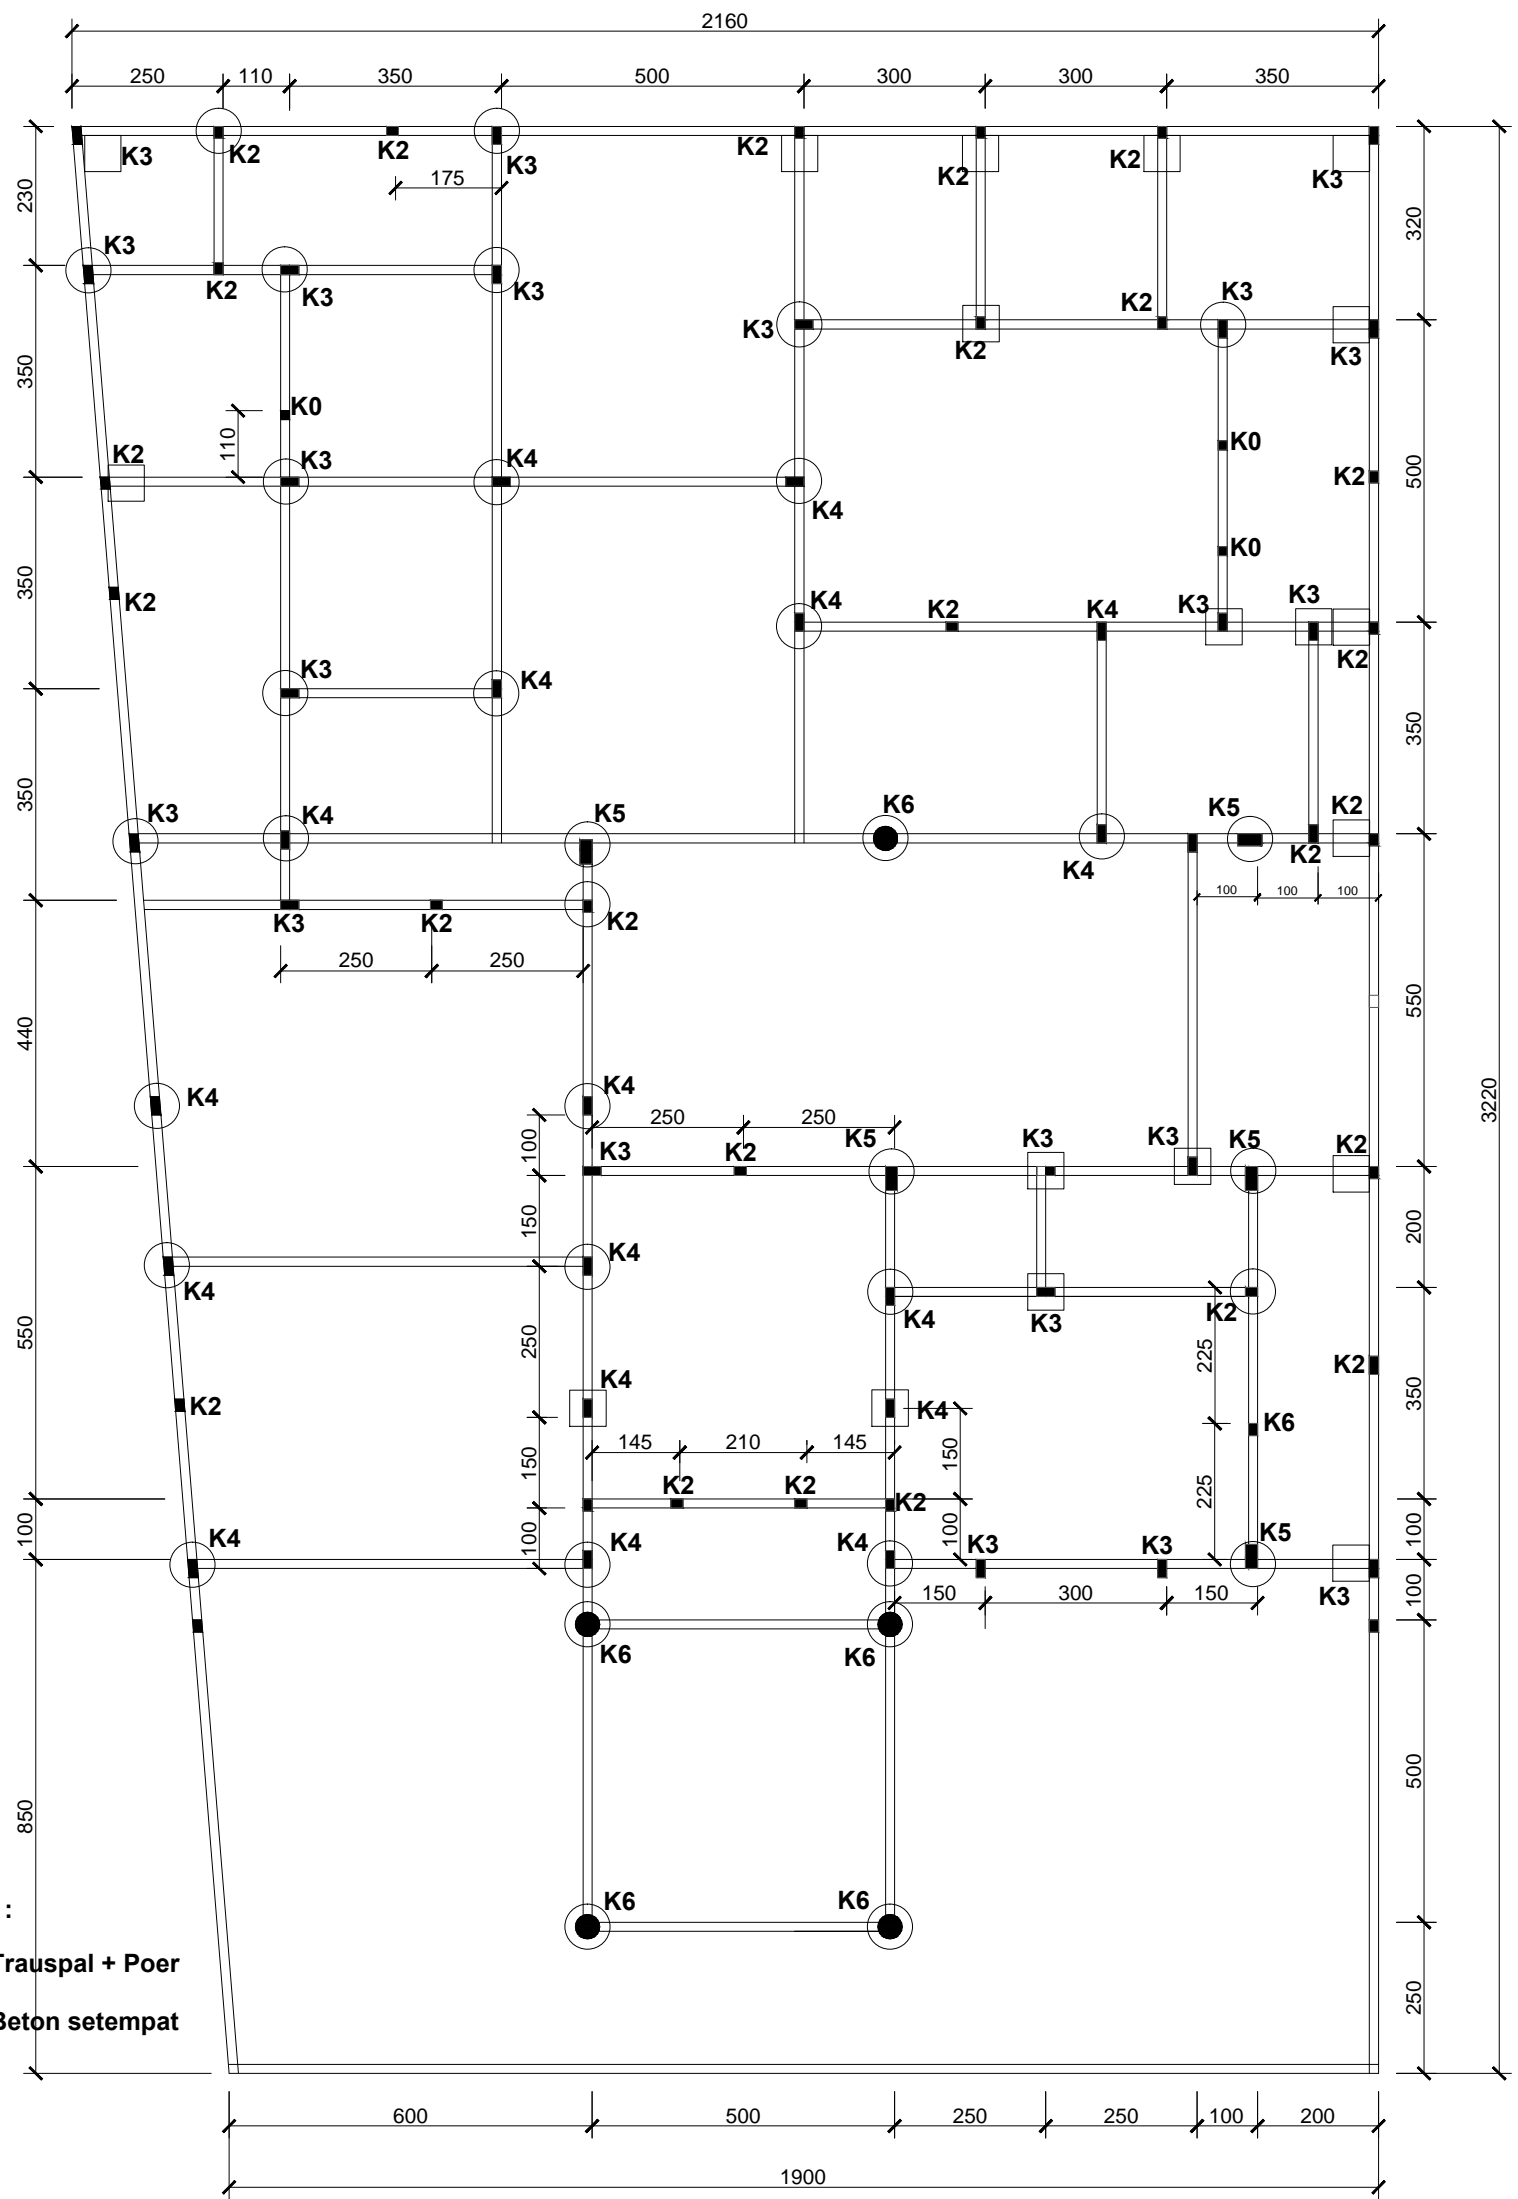 2160
250 110 350 500 300 300 350
K3 K2 K2 K3 K2 K2 K2 K3
175
230
320
3220
K3 K2 K3 K3 K3 K2 K2 K3 K3
350
K0
110
K2 K3 K4 K4
K0
K2
500
K0
350
K2
K4 K2 K4 K3 K3 K2
K3 K4
350
350
K3 K4 K5 K6 K4 K5 K2 K2
100 100 100
K3 K2 K2
250 250
440
550
K4 K4
100
250 250
K3 K2 K5 K3 K3 K5 K2
150
200
K4 K4 K4 K3 K2
550
250
225
350
K2
K2 K4 K4 K6
145 210 145
150
150
225
K2 K2 K2
100
100
100
100
K4 K4 K4 K3 K3 K5 K3
150 300 150
100
K6 K6
850
500
K6 K6
:
Trauspal + Poer
Beton setempat
250
600 500 250 250 100 200
1900